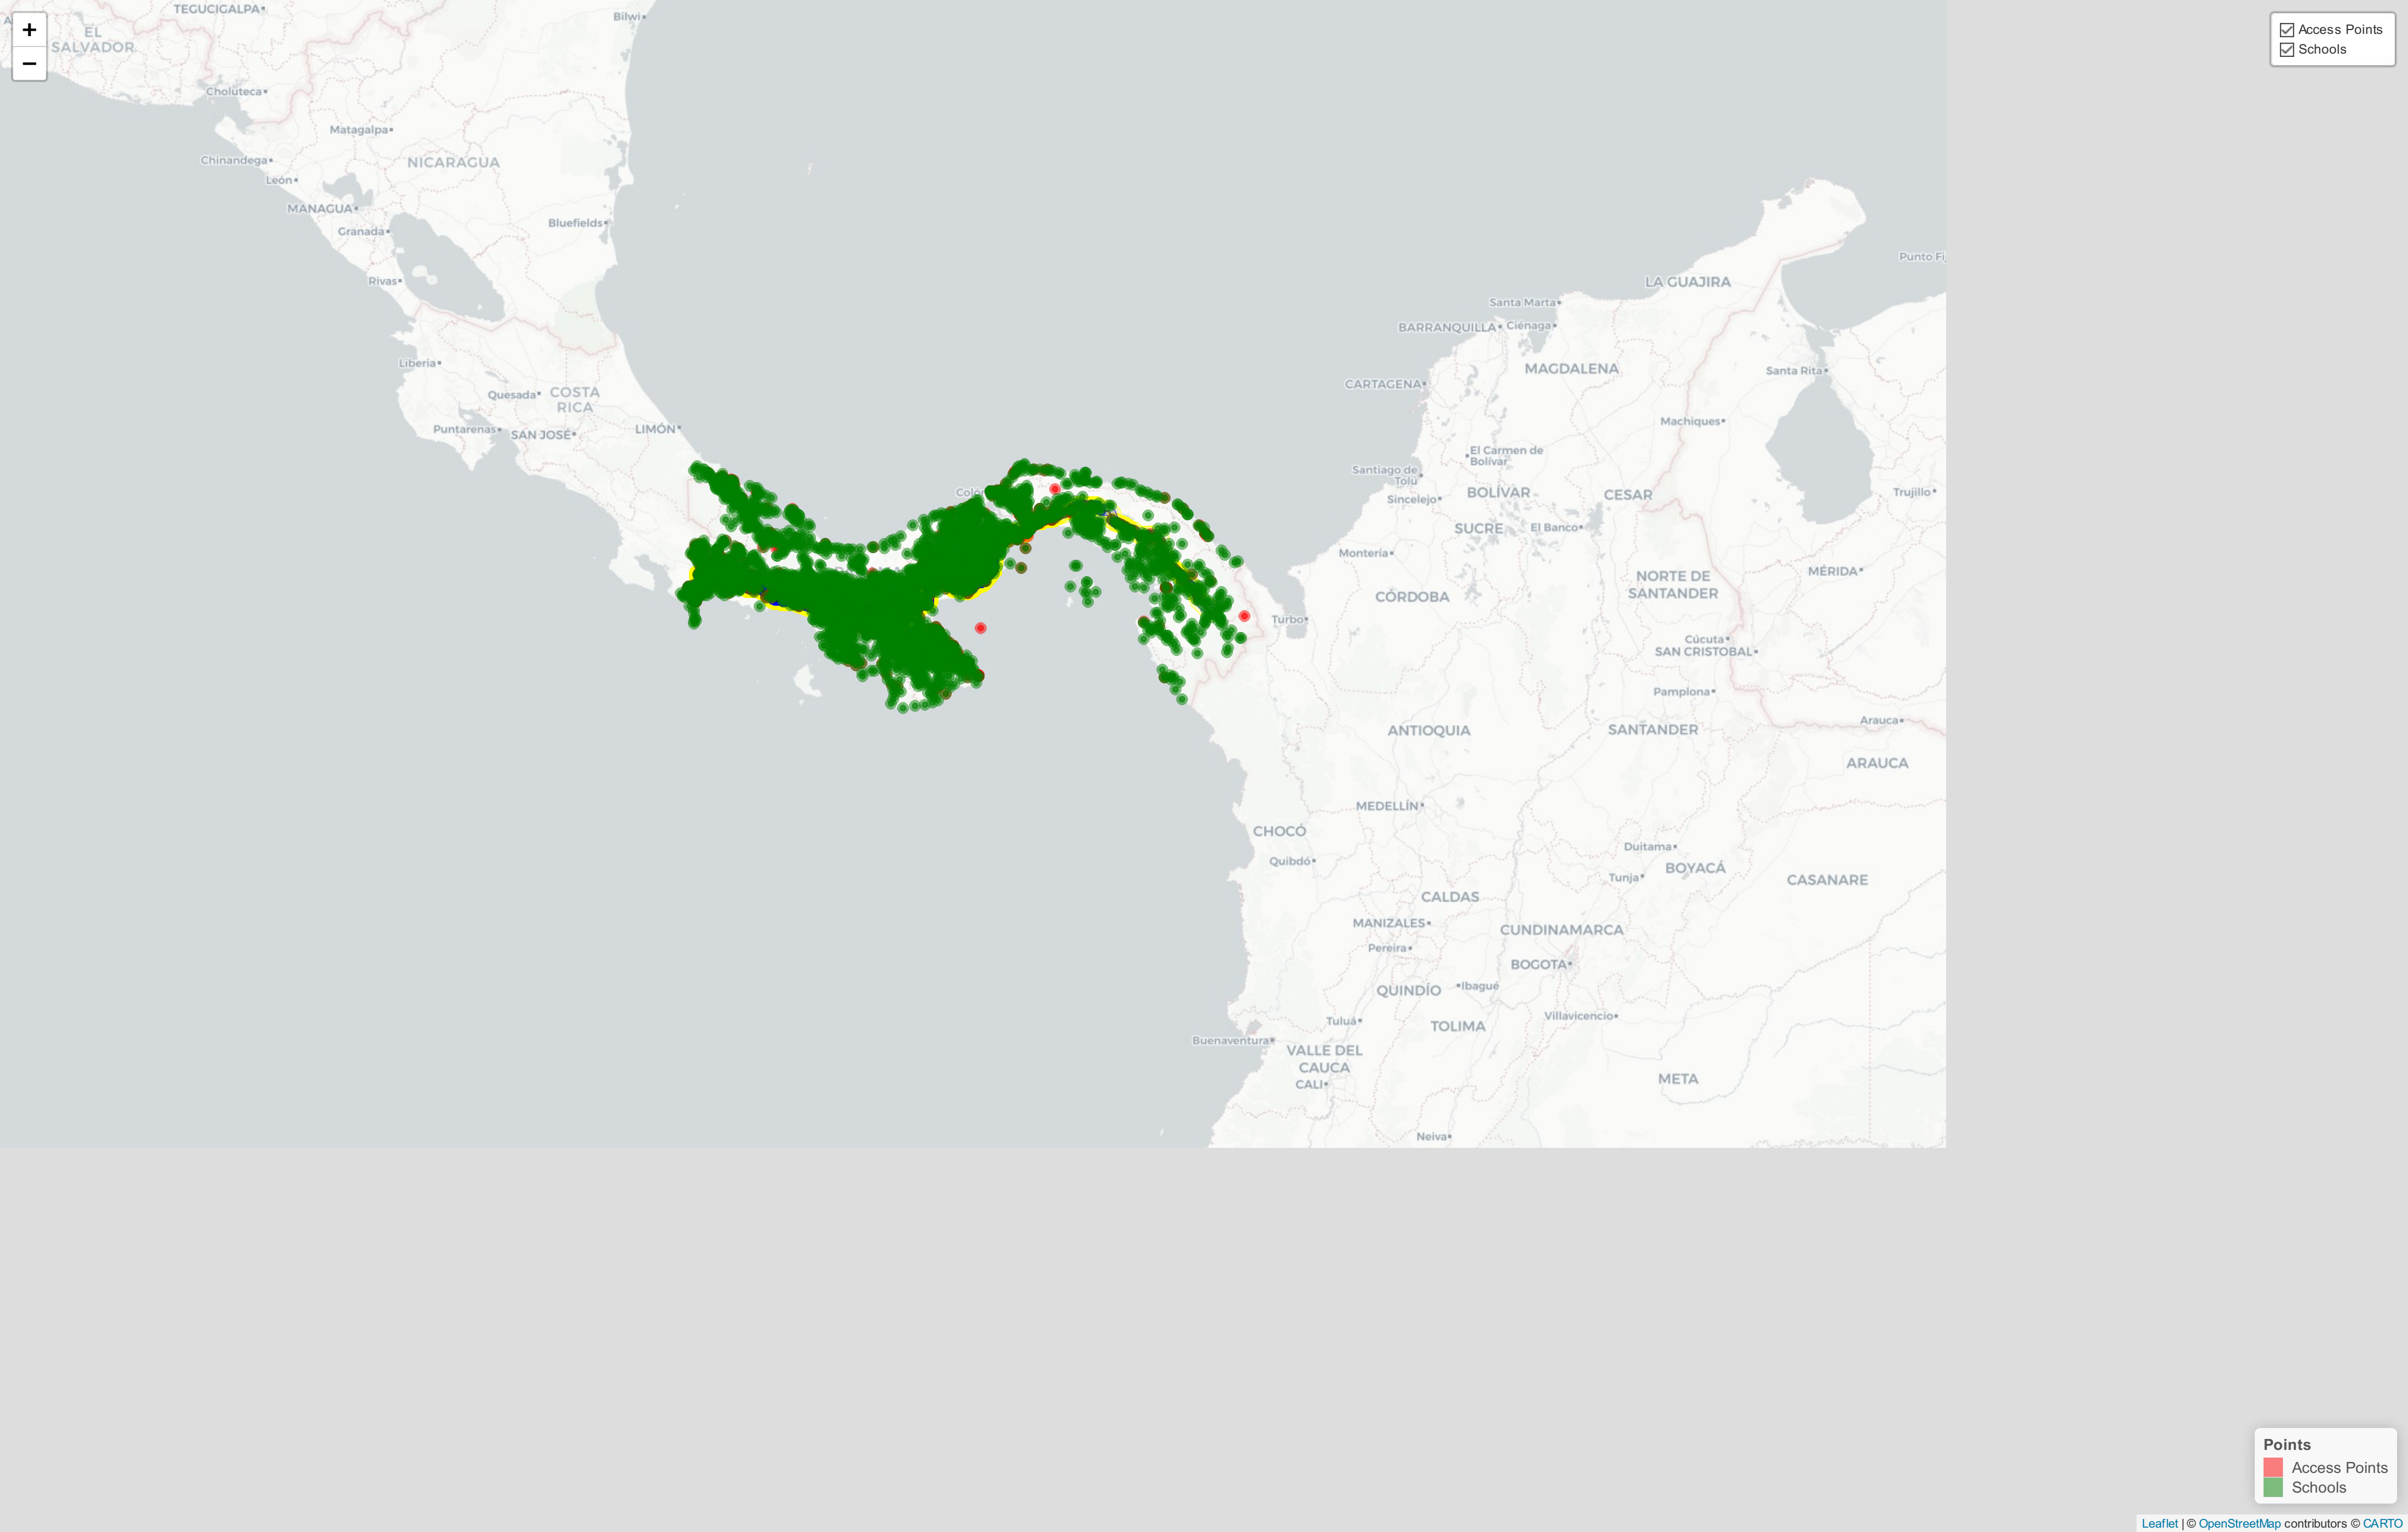 TEGUCIGALPA
Bilwi
+
EL
SALVADOR
−
Access Points
Schools
Choluteca
Matagalpa
NICARAGUA
Chinandega
León
MANAGUA
Granada
Bluefields
Rivas
Punto Fij
LA GUAJIRA
Santa Marta
BARRANQUILLA
Ciénaga
Liberia
MAGDALENA
Santa Rita
CARTAGENA
Quesada
COSTA
RICA
Machiques
Puntarenas
SAN JOSÉ
LIMÓN
El Carmen de
Bolívar
Santiago de
Tolú
Coló
Sincelejo
BOLÍVAR
CESAR
Trujillo
SUCRE
El Banco
Montería
MÉRIDA
NORTE DE
SANTANDER
CÓRDOBA
Turbo
Cúcuta
SAN CRISTOBAL
Pamplona
Arauca
ANTIOQUIA
SANTANDER
ARAUCA
MEDELLÍN
CHOCÓ
Duitama
Quibdó
BOYACÁ
Tunja
CASANARE
CALDAS
MANIZALES
CUNDINAMARCA
Pereira
BOGOTA
QUINDÍO
Ibagué
Tuluá
TOLIMA
Villavicencio
Buenaventura
VALLE DEL
CAUCA
META
CALI
Neiva
Points
Access Points
Schools
Leaflet | © OpenStreetMap contributors © CARTO